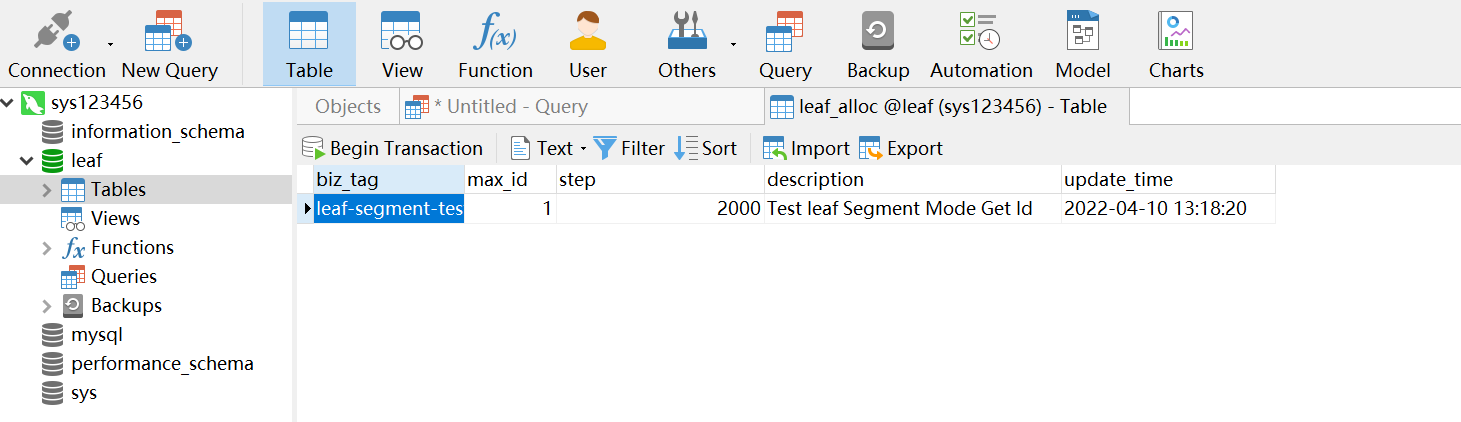 Connection New Query Table View Function User Others Query Backup Automation Model Charts
sys123456
information_schema
leaf
Tables
Views
Functions
Queries
Backups
mysql
performance_schema
sys
Objects * Untitled - Query leaf_alloc @leaf (sys123456) - Table
Begin Transaction Text Filter Sort Import Export
biz_tag max_id step description update_time
leaf-segment-tes 1 2000 Test leaf Segment Mode Get Id 2022-04-10 13:18:20